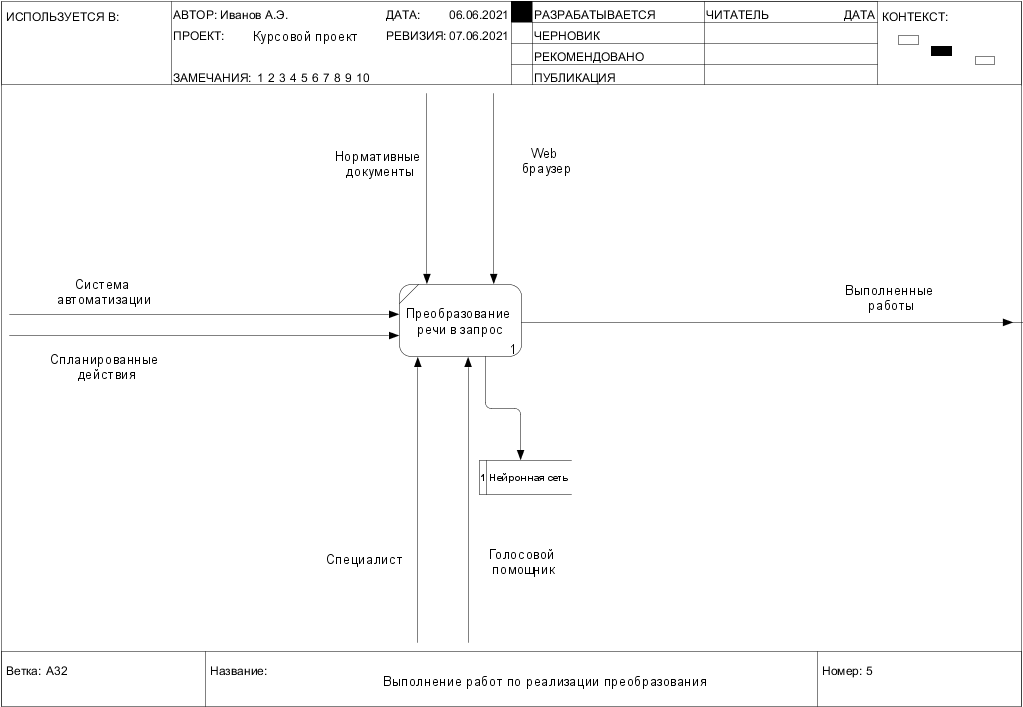 ИСПОЛЬЗУЕТСЯ В:
АВТОР: Иванов А.Э.
ДАТА: 06.06.2021
ПРОЕКТ: Курсовой проект
РЕВИЗИЯ: 07.06.2021
ЗАМЕЧАНИЯ: 1 2 3 4 5 6 7 8 9 10
РАЗРАБАТЫВАЕТСЯ
ЧЕРНОВИК
РЕКОМЕНДОВАНО
ПУБЛИКАЦИЯ
ЧИТАТЕЛЬ ДАТА
КОНТЕКСТ:
Нормативные
документы
Web
браузер
Система
автоматизации
Спланированные
действия
Преобразование
речи в запрос
1
Выполненные
работы
1 Нейронная сеть
Специалист
Голосовой
помощник
Ветка: A32
Название:
Выполнение работ по реализации преобразования
Номер: 5